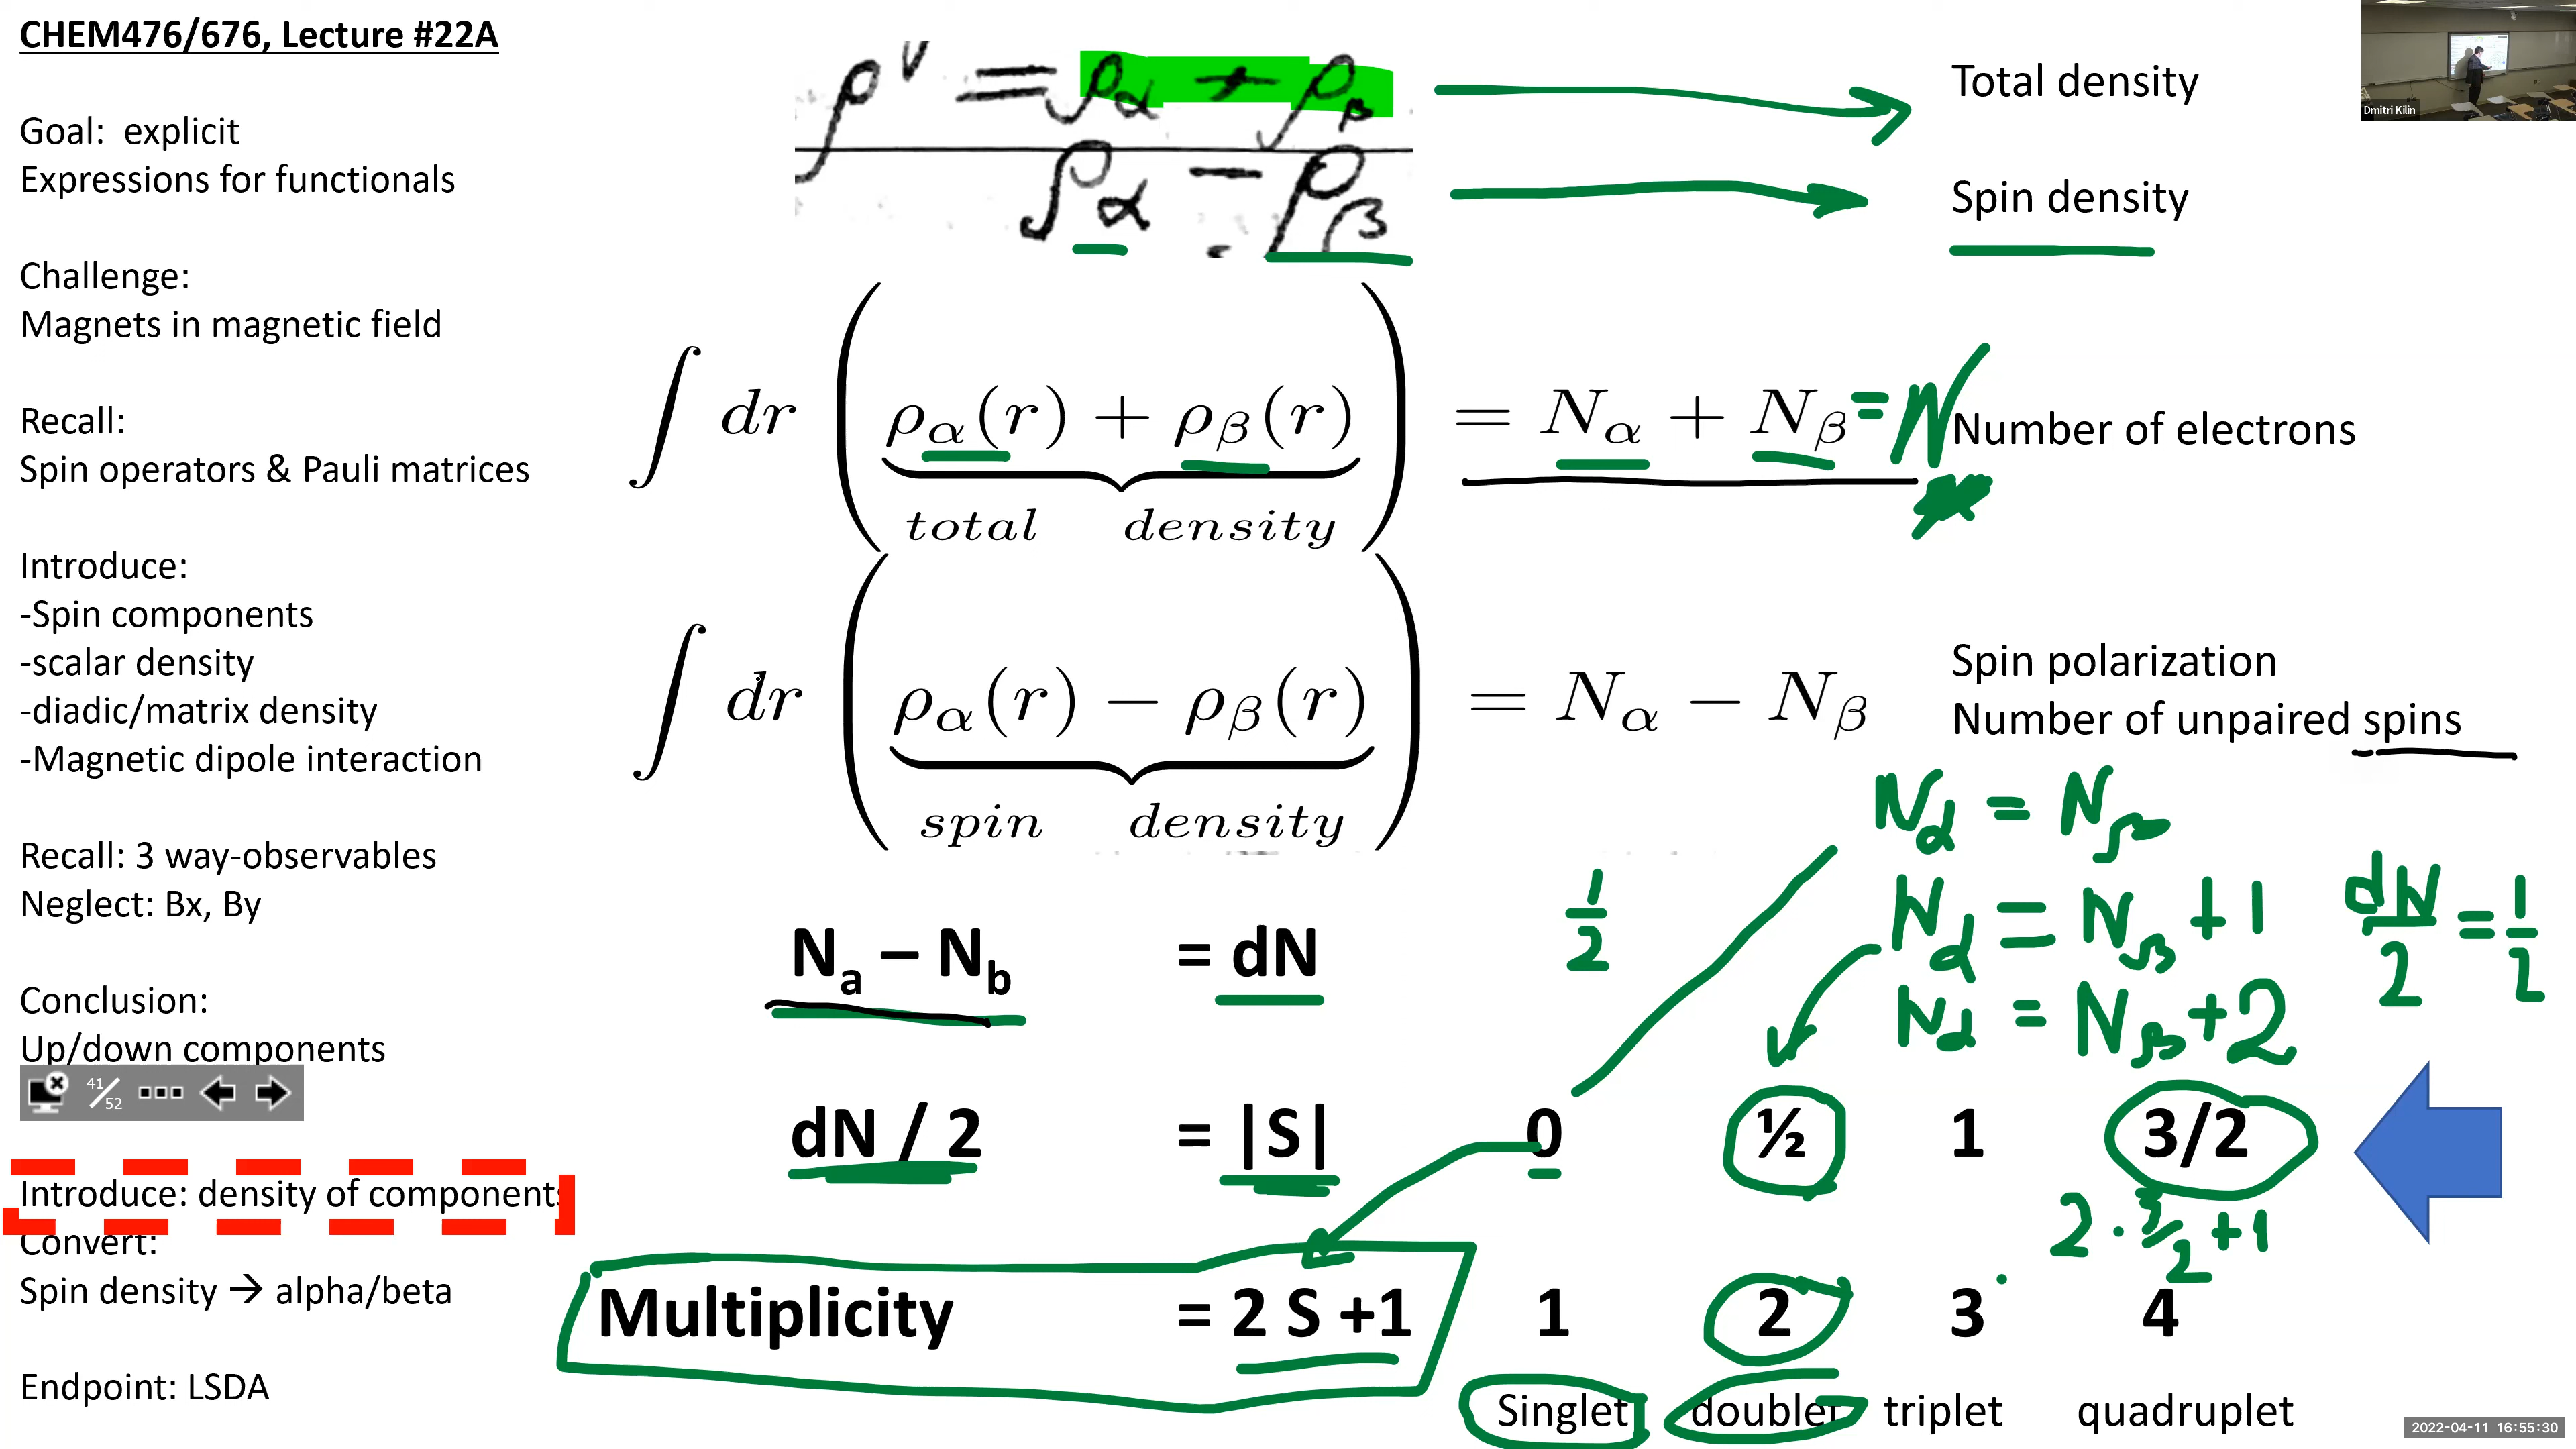 CHEM476/676, Lecture #22A
Goal: explicit
Expressions for functionals
Challenge:
Magnets in magnetic field
Recall:
Spin operators & Pauli matrices
Introduce:
-Spin components
-scalar density
-diadic/matrix density
-Magnetic dipole interaction
Recall: 3 way-observables
Neglect: Bx, By
Conclusion:
Up/down components
41/52
Introduce: density of components
Convert:
Spin density → alpha/beta
Endpoint: LSDA
= ρα + ρβ
Total density
ρα - ρβ
Spin density
∫ dr (ρα(r) + ρβ(r)) = Nα + Nβ = N
total density
Number of electrons
∫ dr (ρα(r) − ρβ(r)) = Nα − Nβ
spin density
Spin polarization
Number of unpaired spins
Nα = Nβ
Nα = Nβ + 1
dN/2 = 1/2
Nα = Nβ + 2
1/2
Na – Nb = dN
dN / 2 = |S| 0 ½ 1 3/2
2 · 3/2 + 1
Multiplicity = 2 S +1 1 2 3 4
Singlet doublet triplet quadruplet
Dmitri Kilin
2022-04-11 16:55:30